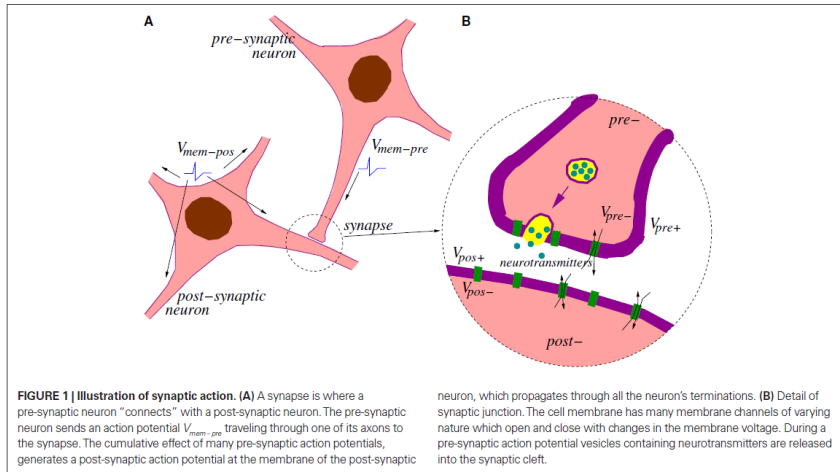 A
B
pre-synaptic
neuron
pre-
V_mem-pos
V_mem-pre
synapse
V_pre-
V_pre+
V_pos+
neurotransmitters
V_pos-
post-synaptic
neuron
post-
FIGURE 1 | Illustration of synaptic action. (A) A synapse is where a
pre-synaptic neuron “connects” with a post-synaptic neuron. The pre-synaptic
neuron sends an action potential V_mem-pre traveling through one of its axons to
the synapse. The cumulative effect of many pre-synaptic action potentials,
generates a post-synaptic action potential at the membrane of the post-synaptic
neuron, which propagates through all the neuron's terminations. (B) Detail of
synaptic junction. The cell membrane has many membrane channels of varying
nature which open and close with changes in the membrane voltage. During a
pre-synaptic action potential vesicles containing neurotransmitters are released
into the synaptic cleft.